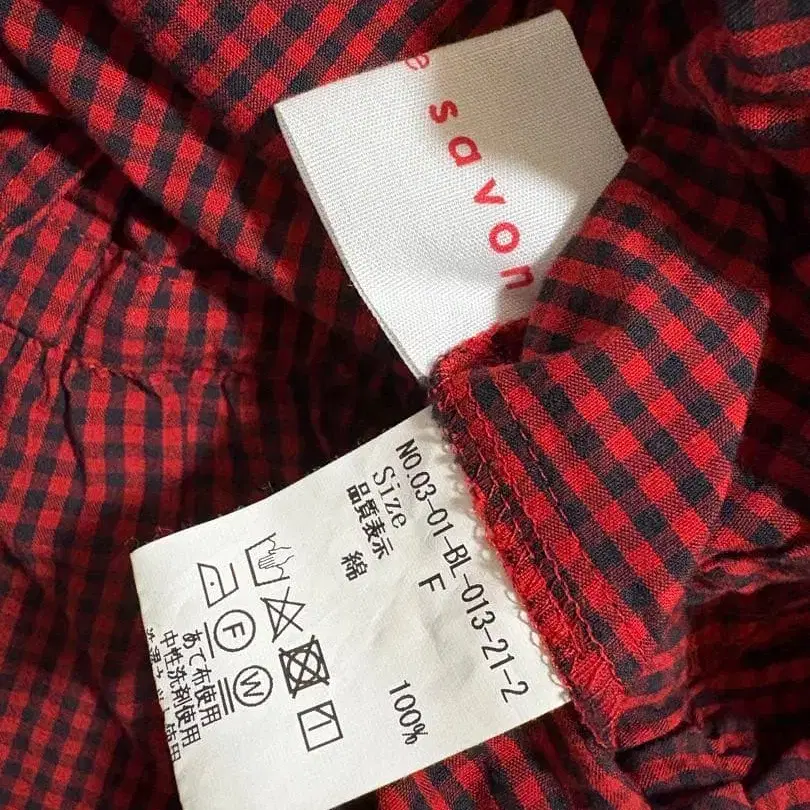 e savon
NO.03-01-BL-013-21-2
Size F
品質表示
綿 100%
F
W
あて布使用
中性洗剤使用